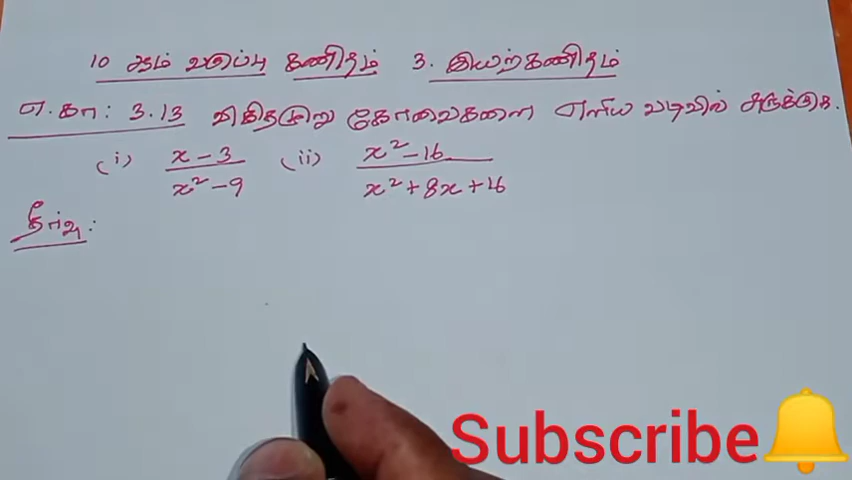 10 ஆம் வகுப்பு கணிதம் 3. இயற்கணிதம்
எ.கா: 3.13 விகிதமுறு கோவைகளை எளிய வடிவில் சுருக்குக.
(i) x - 3 / x² - 9 (ii) x² - 16 / x² + 8x + 16
தீர்வு:
Subscribe